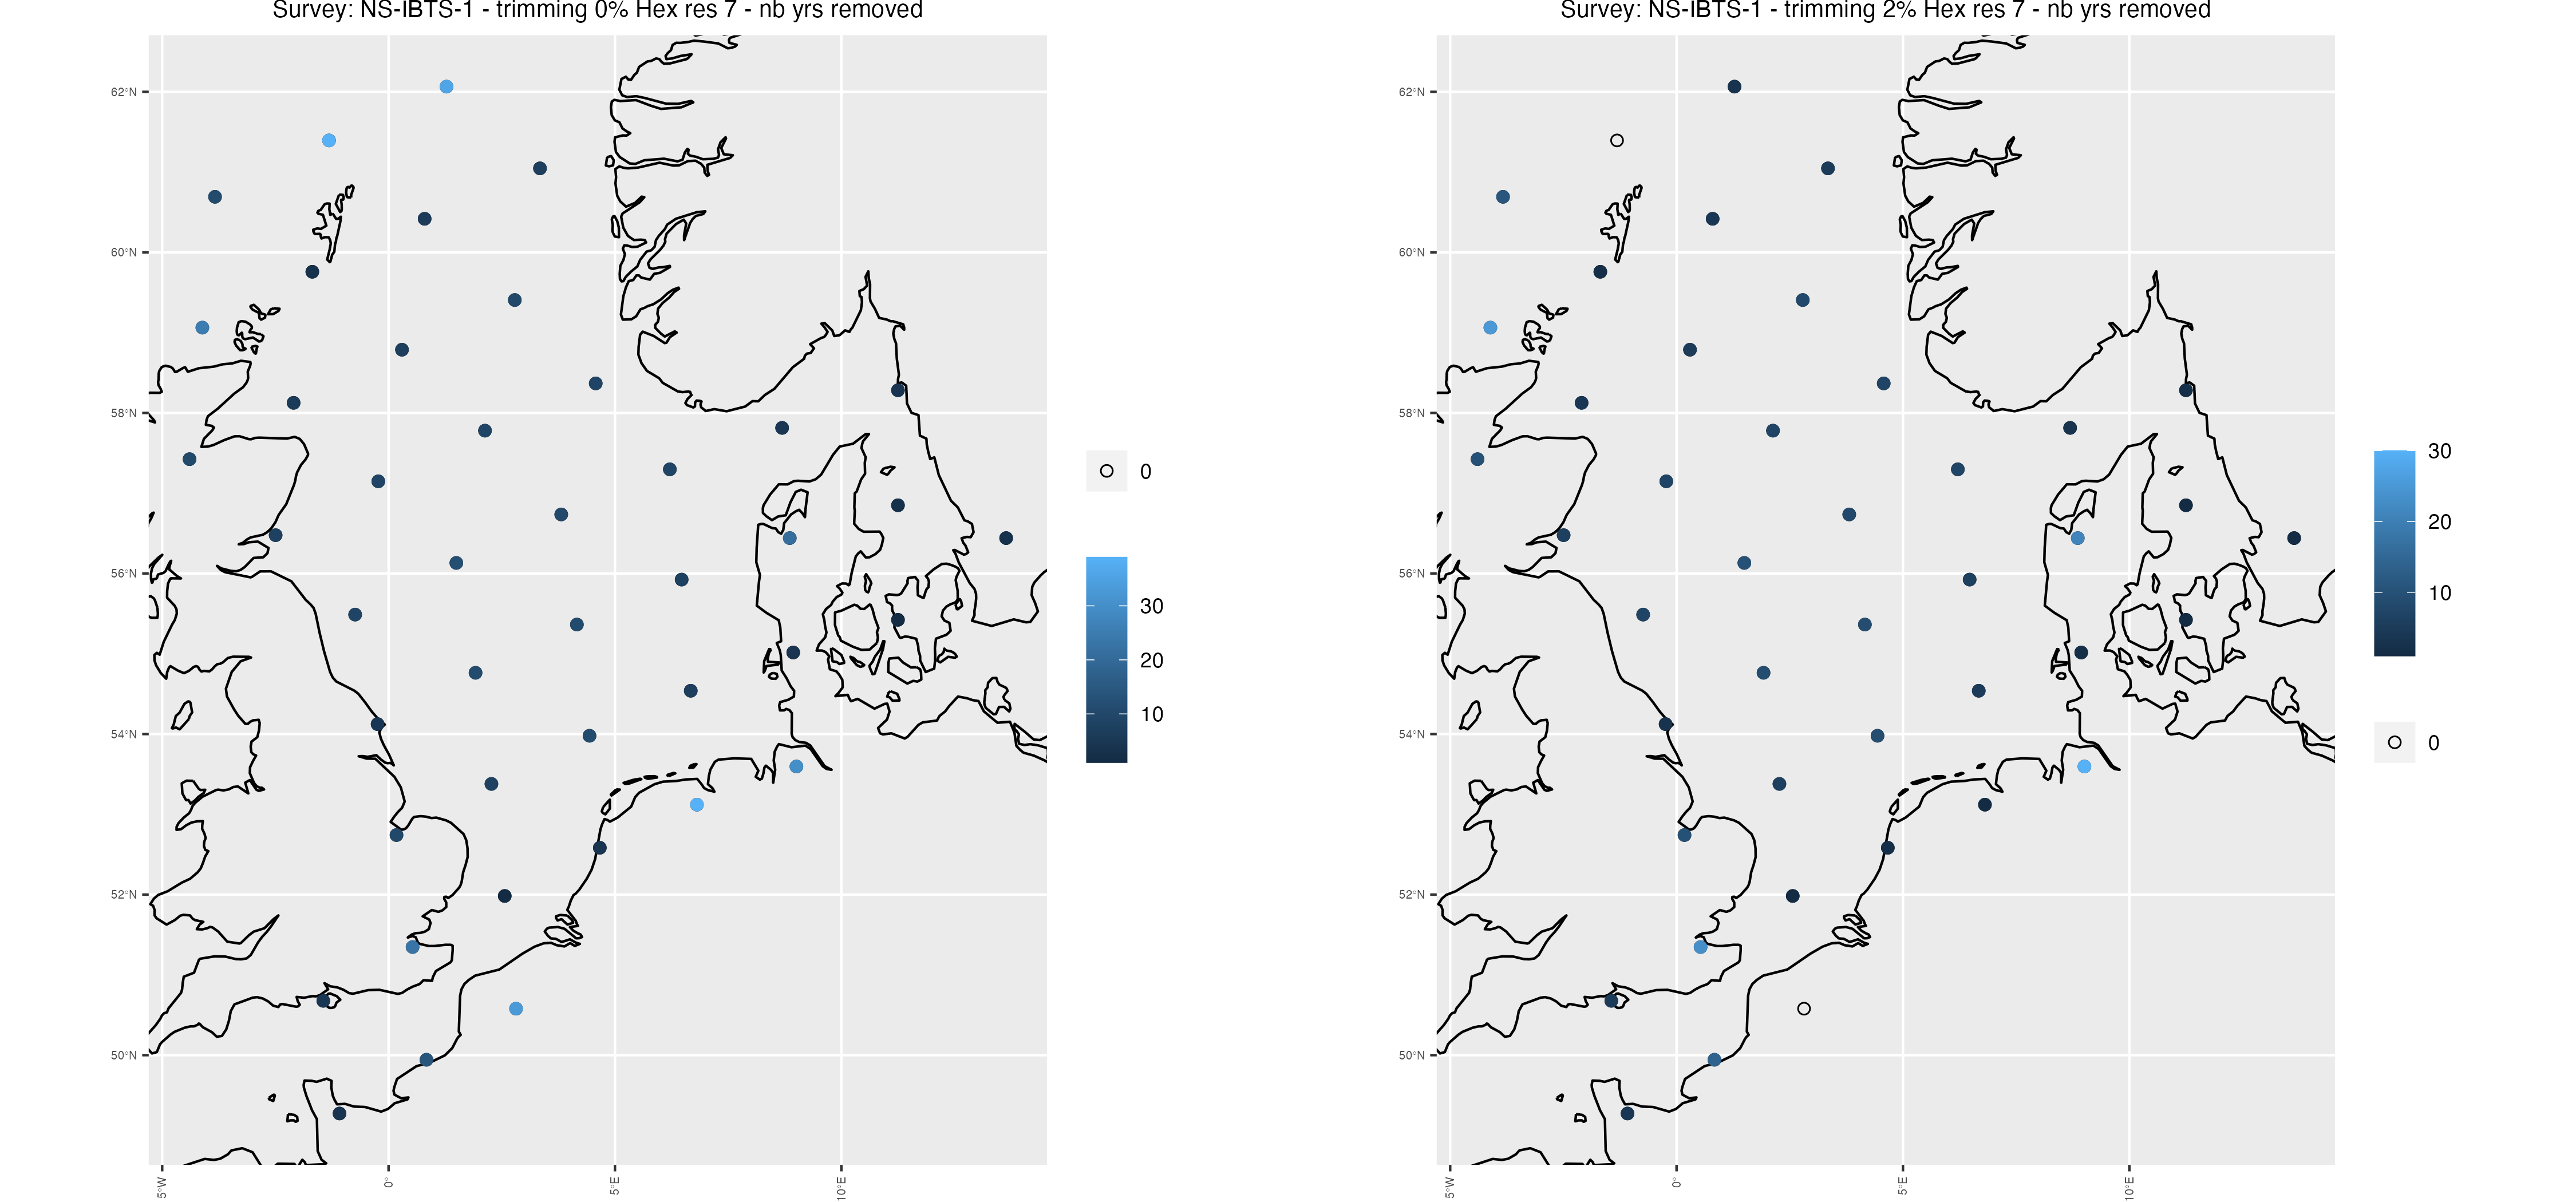 Survey: NS-IBTS-1 - trimming 0% Hex res 7 - nb yrs removed
62°N
60°N
58°N
56°N
54°N
52°N
50°N
5°W
0°
5°E
10°E
0
30
20
10
Survey: NS-IBTS-1 - trimming 2% Hex res 7 - nb yrs removed
62°N
60°N
58°N
56°N
54°N
52°N
50°N
5°W
0°
5°E
10°E
30
20
10
0